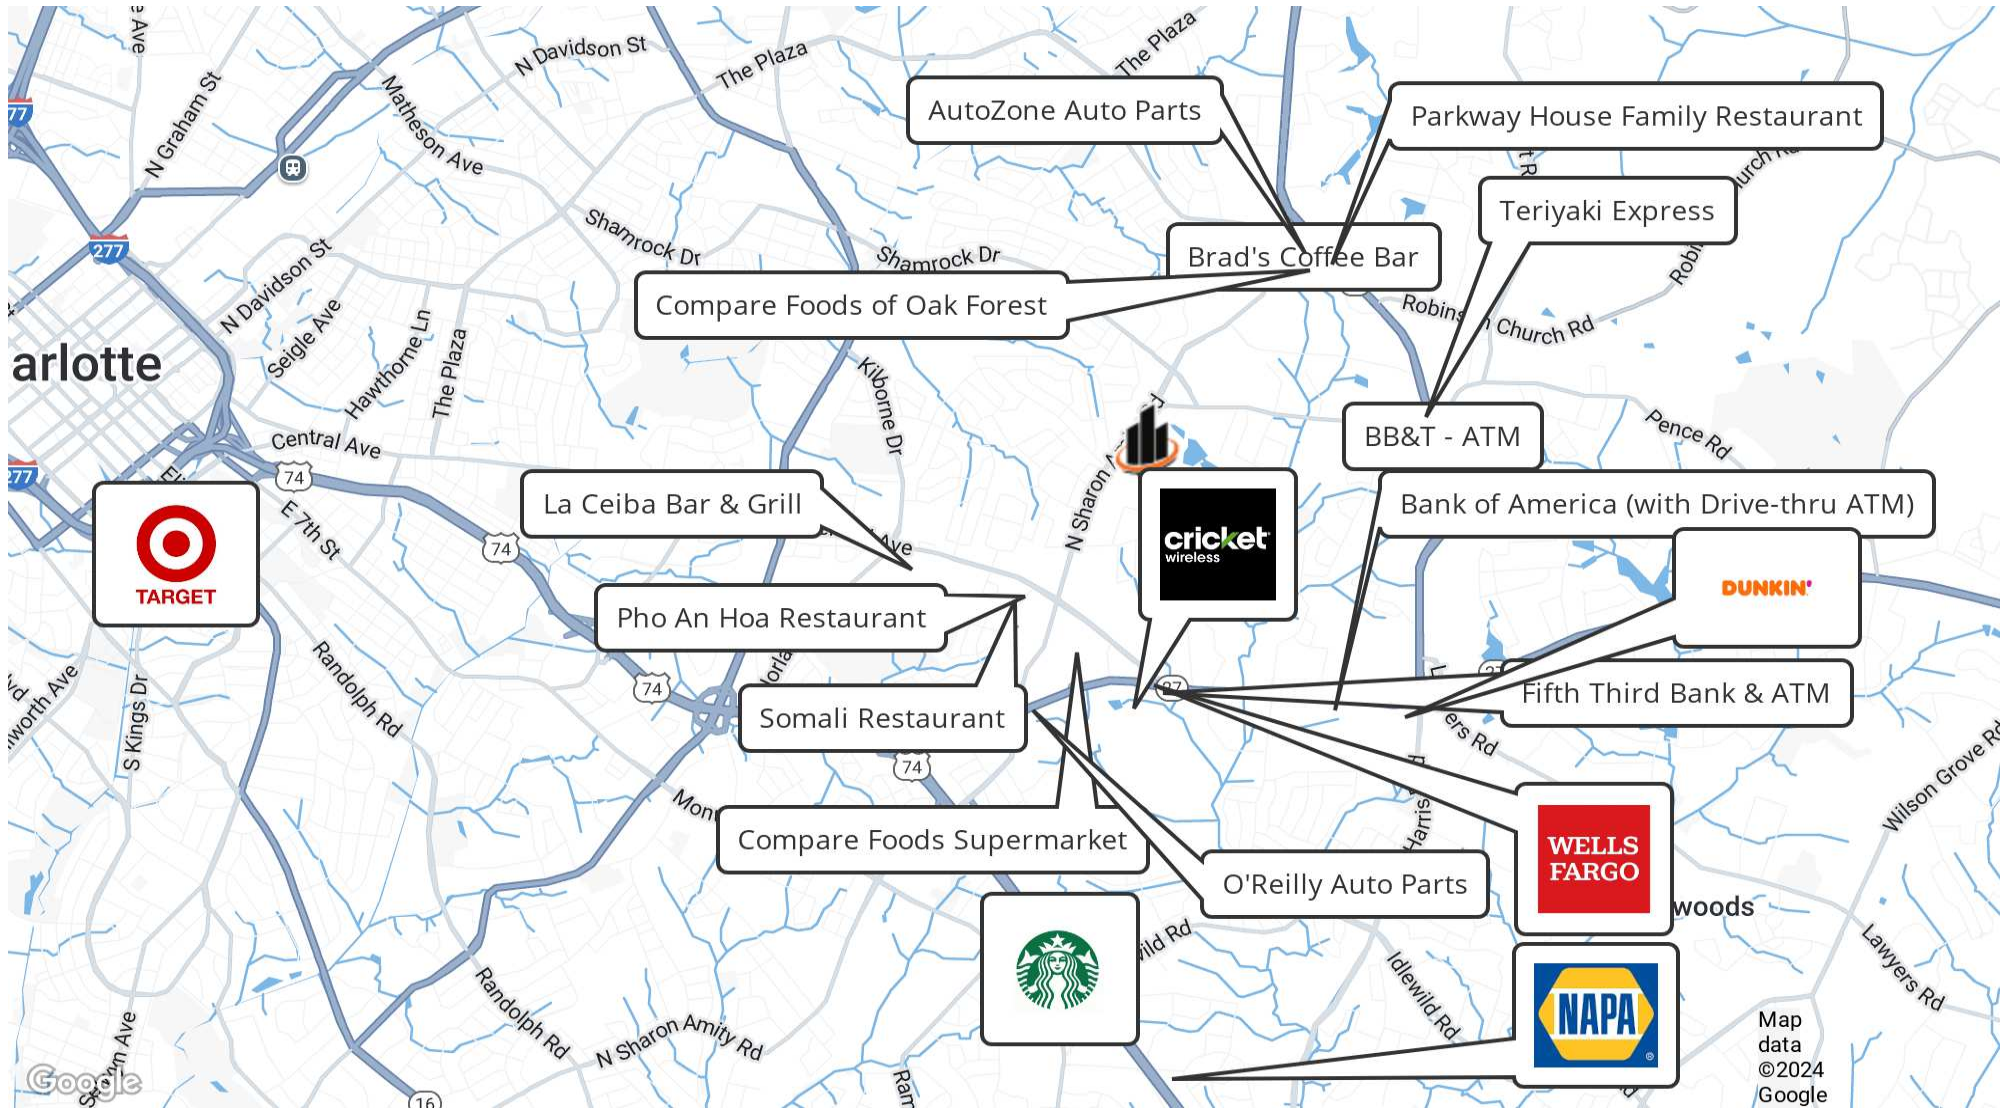 N Davidson St
The Plaza
The Plaza
e Ave
N Graham St
Matheson Ave
77
AutoZone Auto Parts
Parkway House Family Restaurant
Teriyaki Express
Shamrock Dr
Shamrock Dr
Brad's Coffee Bar
277
N Davidson St
Seigle Ave
Hawthorne Ln
The Plaza
Compare Foods of Oak Forest
Church Rd
arlotte
Kilborne Dr
Pence Rd
BB&T - ATM
Central Ave
74
277
E 7th St
La Ceiba Bar & Grill
Ave
N Sharon A
cricket
wireless
Bank of America (with Drive-thru ATM)
TARGET
74
DUNKIN'
Pho An Hoa Restaurant
Randolph Rd
S Kings Dr
74
27
Fifth Third Bank & ATM
Somali Restaurant
74
Wilson Grove Rd
Compare Foods Supermarket
WELLS
FARGO
O'Reilly Auto Parts
woods
Lawyers Rd
Idlewild Rd
Randolph Rd
N Sharon Amity Rd
NAPA
Map
data
©2024
Google
Google
16